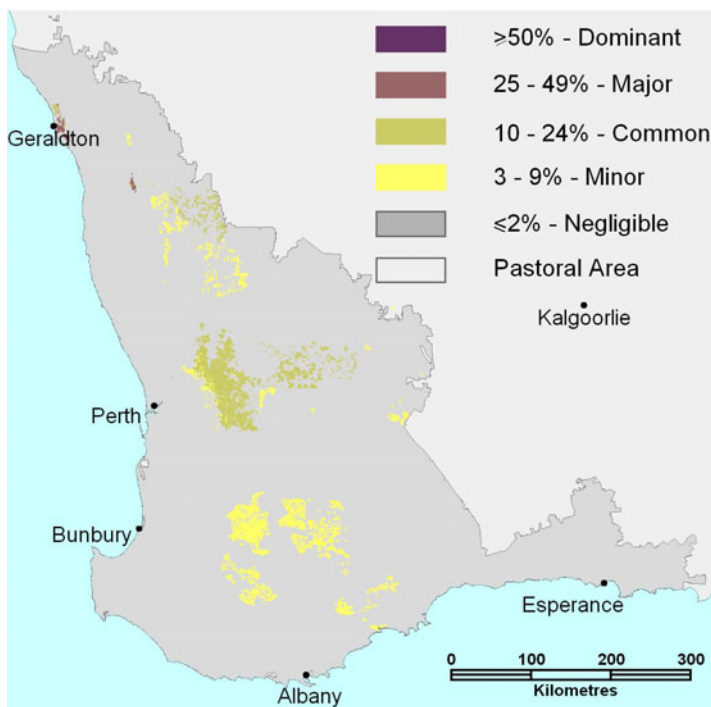 ≥50% - Dominant
25 - 49% - Major
10 - 24% - Common
3 - 9% - Minor
≤2% - Negligible
Pastoral Area
Geraldton
Kalgoorlie
Perth
Bunbury
Esperance
Albany
0 100 200 300
Kilometres